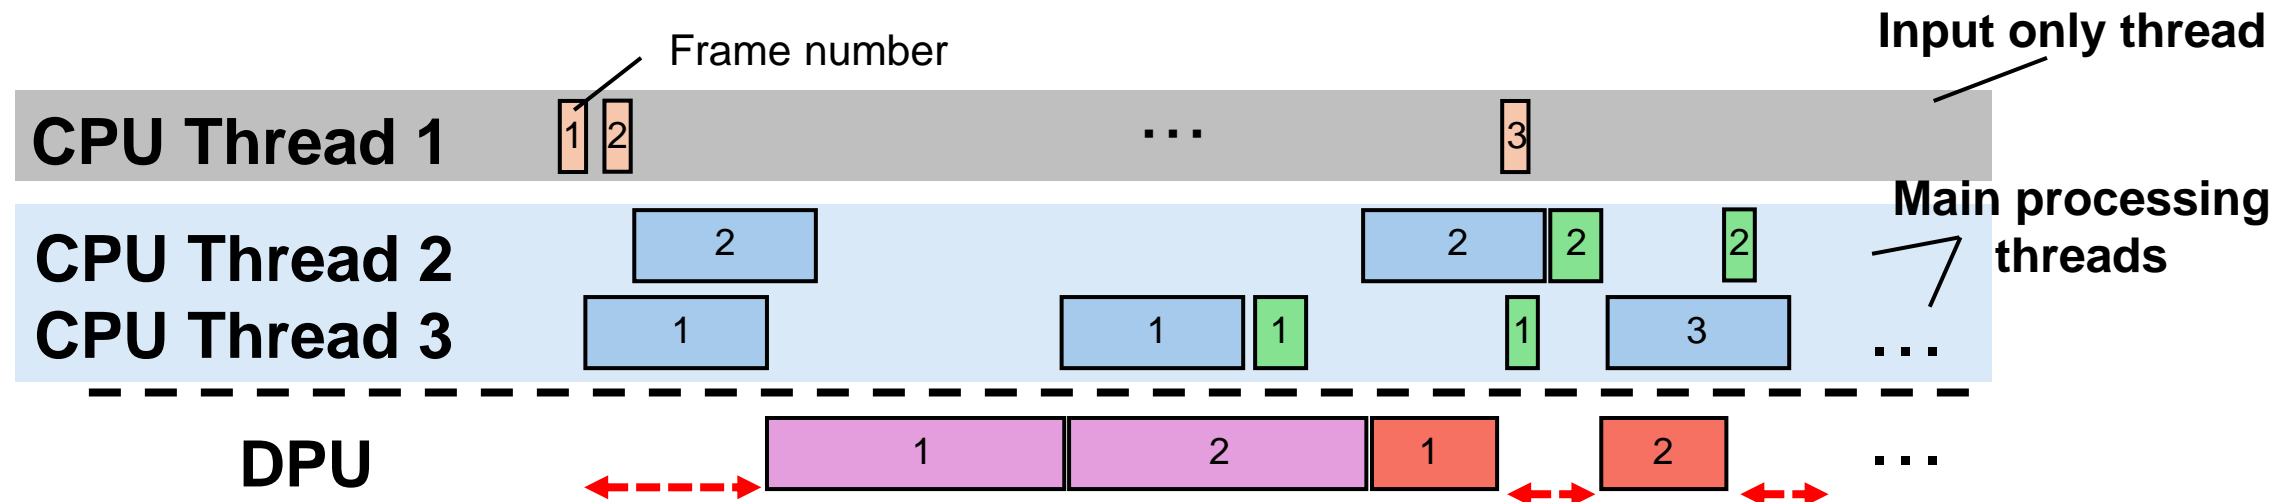 Input only thread
Frame number
CPU Thread 1
1 2 ... 3
Main processing
threads
CPU Thread 2
2 2 2 2
CPU Thread 3
1 1 1 1 3 ...
DPU
1 2 1 2 ...